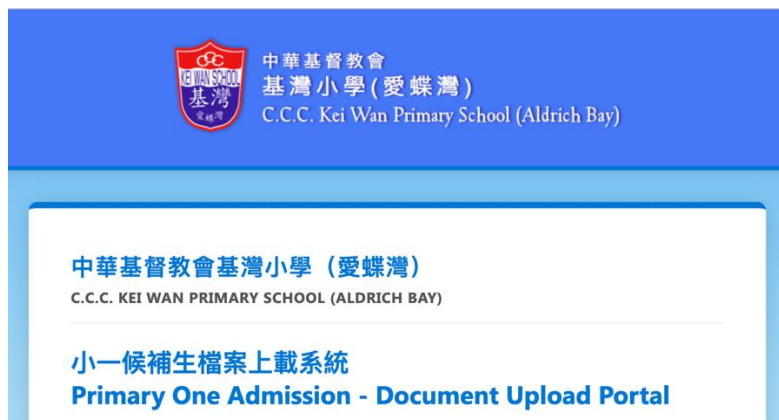 CCC
KEI WAN SCHOOL
基灣
愛蝶灣
中華基督教會
基灣小學(愛蝶灣)
C.C.C. Kei Wan Primary School (Aldrich Bay)
中華基督教會基灣小學（愛蝶灣）
C.C.C. KEI WAN PRIMARY SCHOOL (ALDRICH BAY)
小一候補生檔案上載系統
Primary One Admission - Document Upload Portal